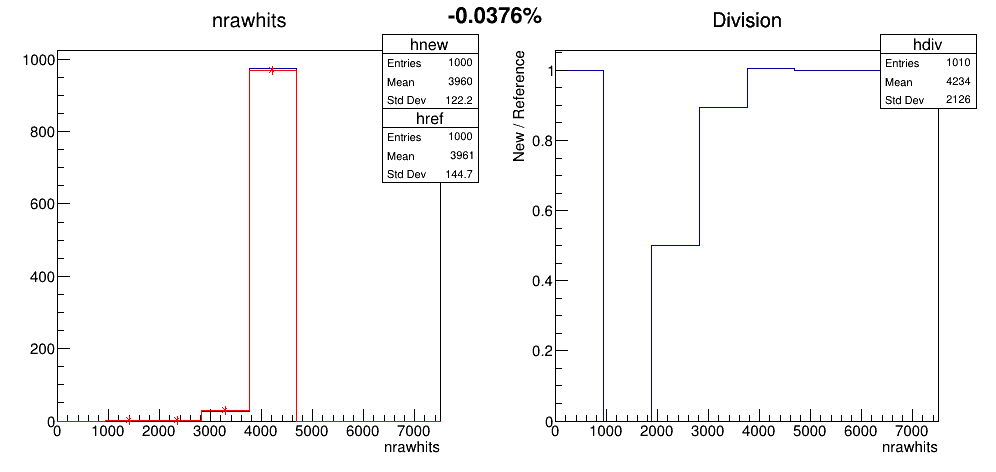 -0.0376%
nrawhits
hnew
Entries 1000
Mean 3960
Std Dev 122.2
href
Entries 1000
Mean 3961
Std Dev 144.7
1000
800
600
400
200
0
0 1000 2000 3000 4000 5000 6000 7000
nrawhits
Division
hdiv
Entries 1010
Mean 4234
Std Dev 2126
New / Reference
1
0.8
0.6
0.4
0.2
0
0 1000 2000 3000 4000 5000 6000 7000
nrawhits